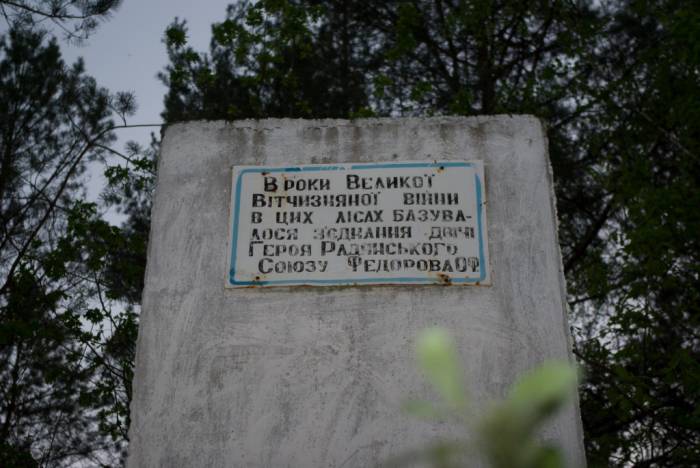 В роки Великої
Вітчизняної війни
в цих лісах базува-
лося з'єднання двічі
Героя Радянського
Союзу Федорова О.Ф